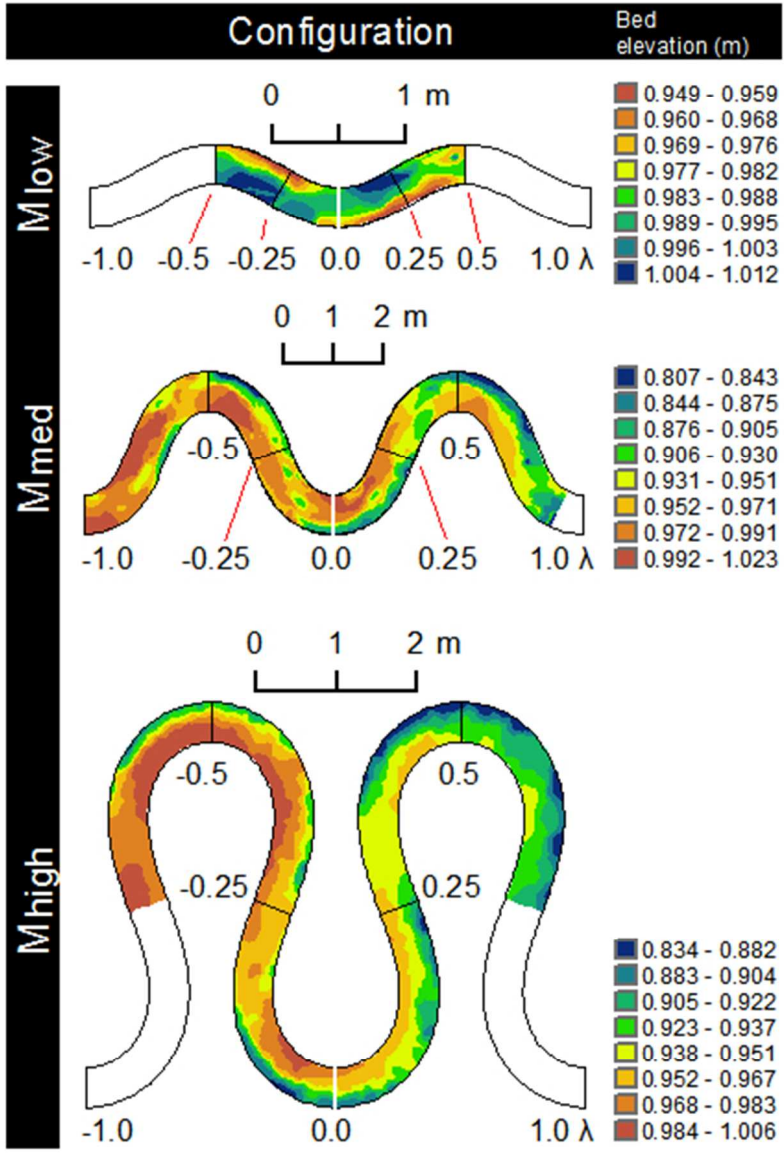 Configuration
Bed
elevation (m)
Mlow
0 1 m
-1.0 -0.5 -0.25 0.0 0.25 0.5 1.0 λ
0.949 - 0.959
0.960 - 0.968
0.969 - 0.976
0.977 - 0.982
0.983 - 0.988
0.989 - 0.995
0.996 - 1.003
1.004 - 1.012
Mmed
0 1 2 m
-0.5 0.5
-1.0 -0.25 0.0 0.25 1.0 λ
0.807 - 0.843
0.844 - 0.875
0.876 - 0.905
0.906 - 0.930
0.931 - 0.951
0.952 - 0.971
0.972 - 0.991
0.992 - 1.023
Mhigh
0 1 2 m
-0.5 0.5
-0.25 0.25
-1.0 0.0 1.0 λ
0.834 - 0.882
0.883 - 0.904
0.905 - 0.922
0.923 - 0.937
0.938 - 0.951
0.952 - 0.967
0.968 - 0.983
0.984 - 1.006